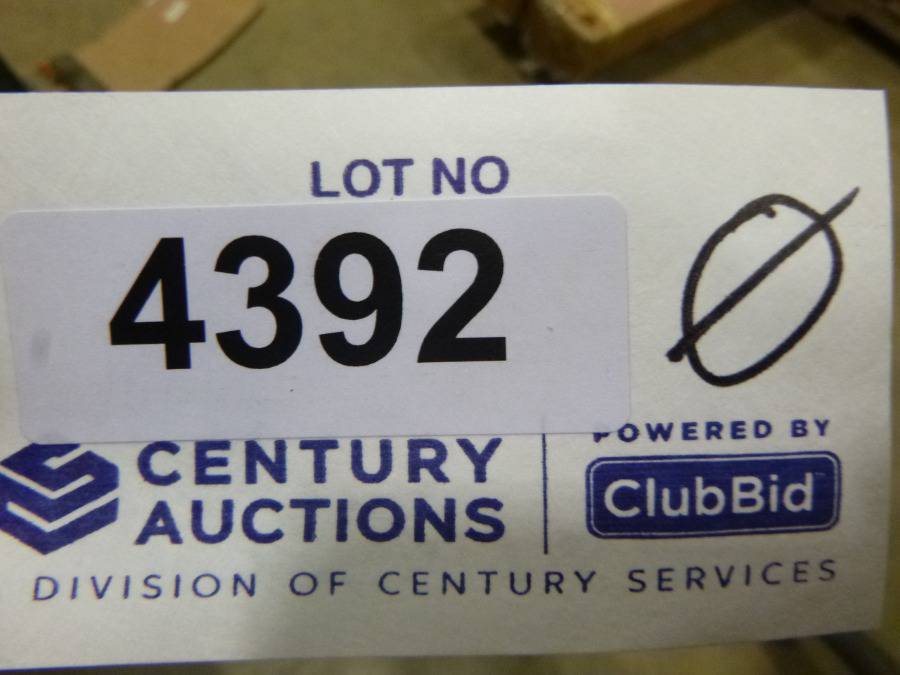 LOT NO
4392
Ø
CENTURY
AUCTIONS
POWERED BY
ClubBid
DIVISION OF CENTURY SERVICES